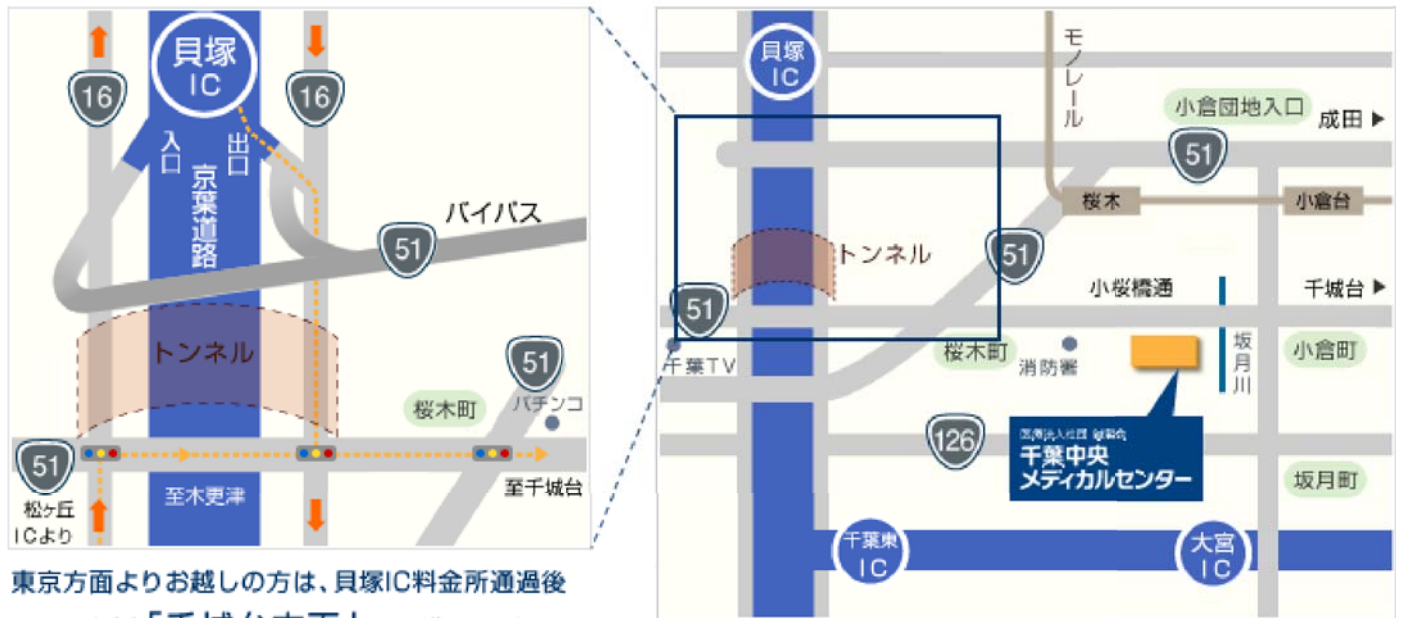 貝塚
IC
16
16
入口
出口
京葉道路
バイパス
51
トンネル
51
パチンコ
桜木町
51
松ヶ丘
ICより
至木更津
至千城台
東京方面よりお越しの方は、貝塚IC料金所通過後
貝塚
IC
モノレール
小倉団地入口
成田
51
桜木
小倉台
トンネル
51
51
小桜橋通
千城台
千葉TV
桜木町
消防署
坂月川
小倉町
126
千葉中央
メディカルセンター
坂月町
千葉東
IC
大宮
IC